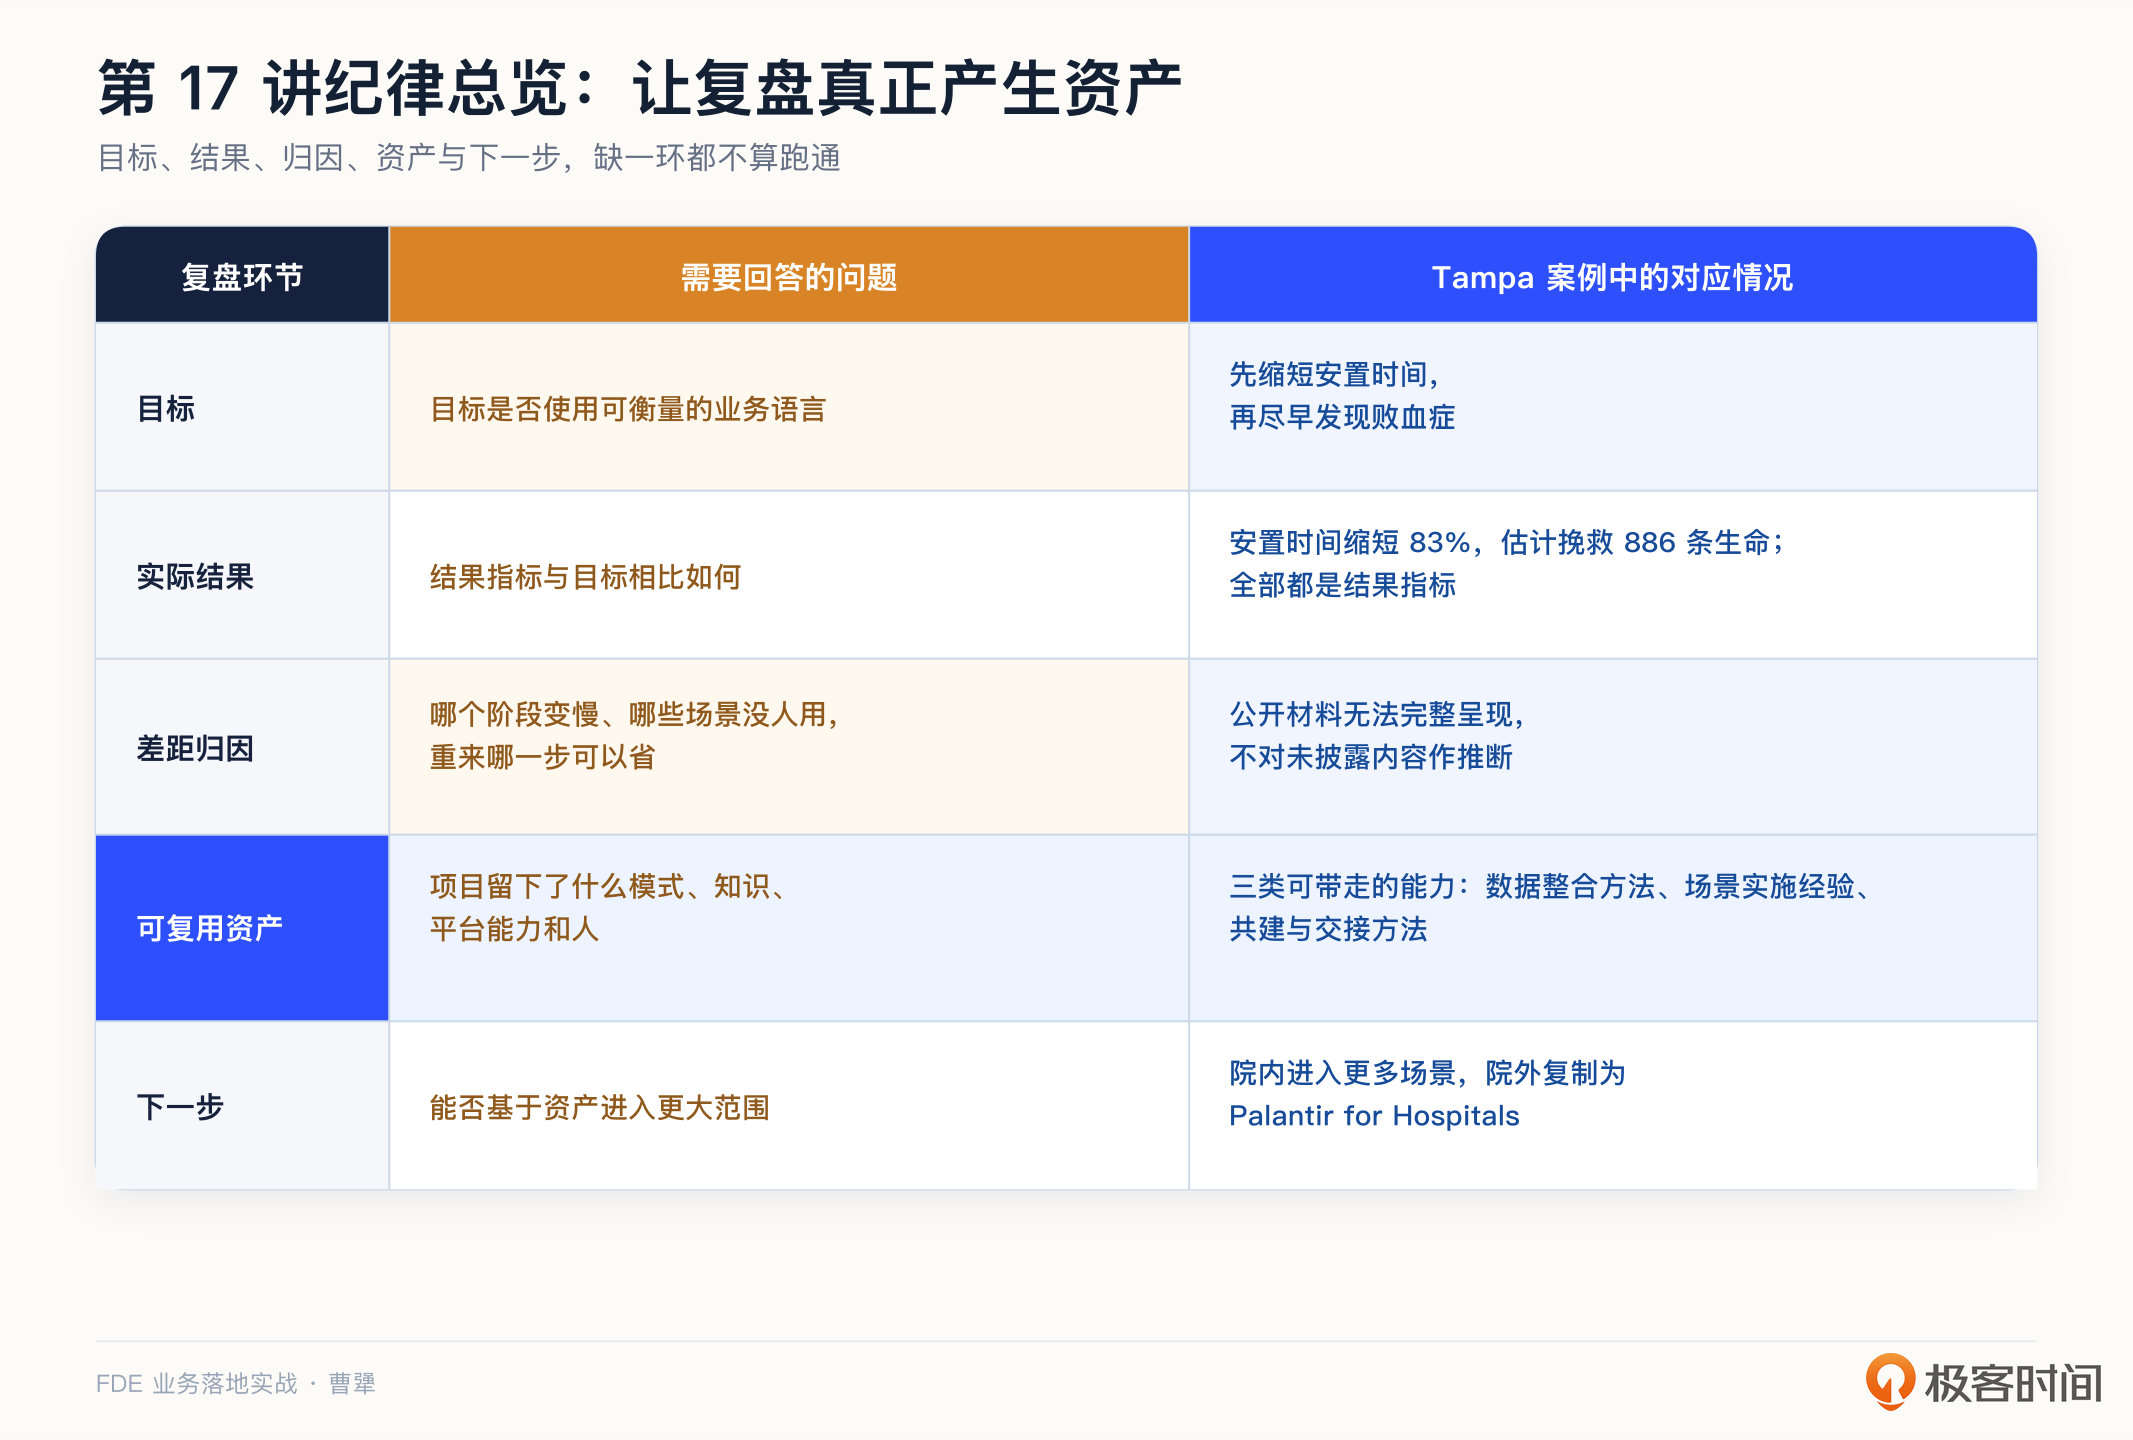 第 17 讲纪律总览：让复盘真正产生资产
目标、结果、归因、资产与下一步，缺一环都不算跑通
复盘环节
需要回答的问题
Tampa 案例中的对应情况
目标
目标是否使用可衡量的业务语言
先缩短安置时间，
再尽早发现败血症
实际结果
结果指标与目标相比如何
安置时间缩短 83%，估计挽救 886 条生命；
全部都是结果指标
差距归因
哪个阶段变慢、哪些场景没人用，
重来哪一步可以省
公开材料无法完整呈现，
不对未披露内容作推断
可复用资产
项目留下了什么模式、知识、
平台能力和人
三类可带走的能力：数据整合方法、场景实施经验、
共建与交接方法
下一步
能否基于资产进入更大范围
院内进入更多场景，院外复制为
Palantir for Hospitals
FDE 业务落地实战 · 曹犟
极客时间